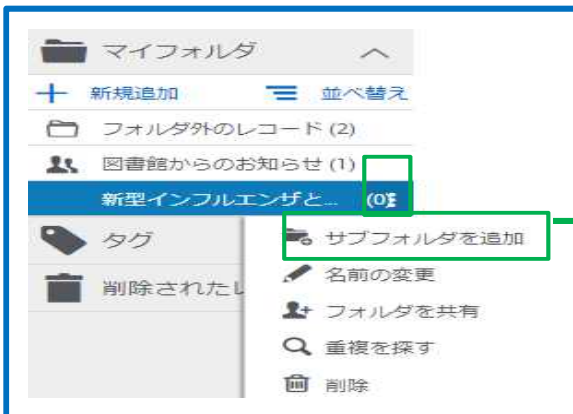 マイフォルダ
新規追加 並べ替え
フォルダ外のレコード (2)
図書館からのお知らせ (1)
新型インフルエンザと... (0)
タグ
サブフォルダを追加
名前の変更
削除されたレ
フォルダを共有
重複を探す
削除